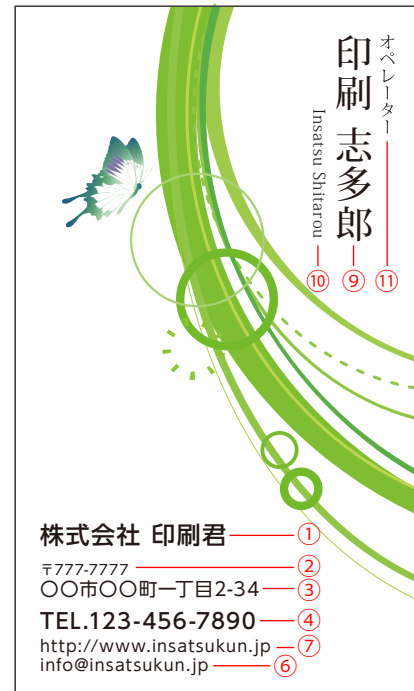 オペレーター ⑪
印刷 志多郎 ⑨
Insatsu Shitarou ⑩
株式会社 印刷君 ①
〒777-7777 ②
〇〇市〇〇町一丁目2-34 ③
TEL.123-456-7890 ④
http://www.insatsukun.jp ⑦
info@insatsukun.jp ⑥